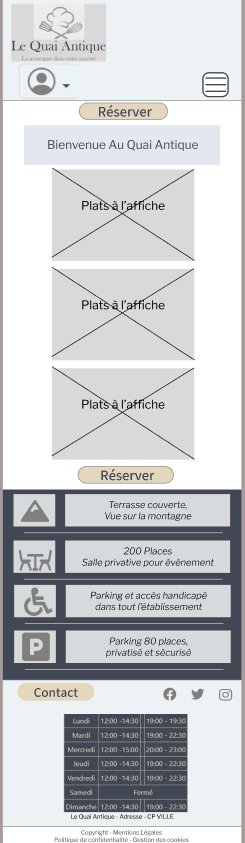 Le Quai Antique
La montagne dans votre assiette
Réserver
Bienvenue Au Quai Antique
Plats à l'affiche
Plats à l'affiche
Plats à l'affiche
Réserver
Terrasse couverte,
Vue sur la montagne
200 Places
Salle privative pour évènement
Parking et accès handicapé
dans tout l'établissement
P
Parking 80 places,
privatisé et sécurisé
Contact
Lundi 12:00 -14:30 19:00 - 19:30
Mardi 12:00 -14:30 19:00 - 22:30
Mercredi 12:00 -15:00 20:00 - 23:00
Jeudi 12:00 -14:30 19:00 - 22:30
Vendredi 12:00 -14:30 19:00 - 22:30
Samedi Fermé
Dimanche 12:00 -14:30 19:00 - 22:30
Le Quai Antique - Adresse - CP VILLE
Copyright - Mentions Légales
Politique de confidentialité - Gestion des cookies